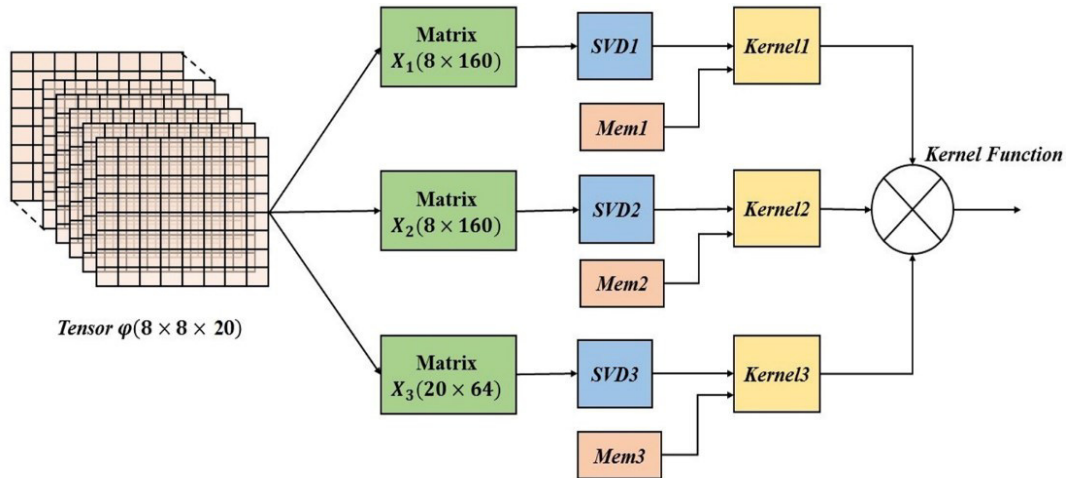 Matrix
X₁(8 × 160)
SVD1
Kernel1
Mem1
Kernel Function
Matrix
X₂(8 × 160)
SVD2
Kernel2
Mem2
Tensor φ(8 × 8 × 20)
Matrix
X₃(20 × 64)
SVD3
Kernel3
Mem3